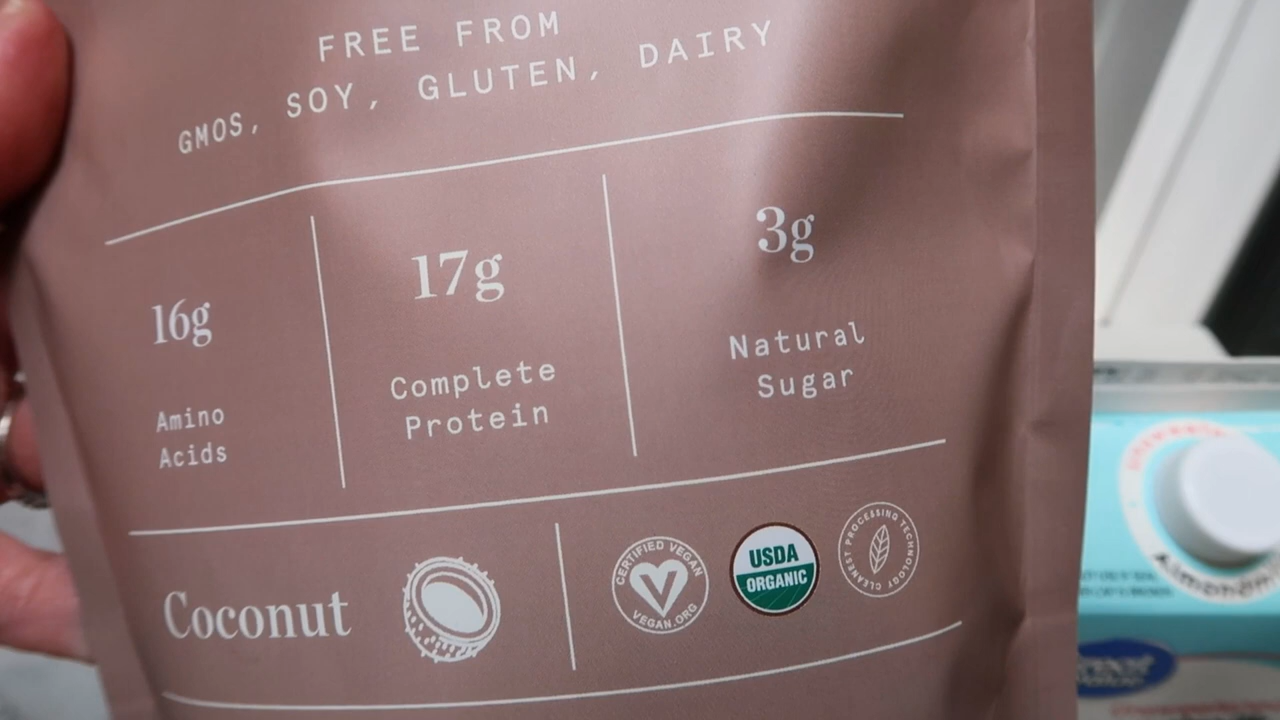 FREE FROM
GMOS, SOY, GLUTEN, DAIRY
16g
Amino
Acids
17g
Complete
Protein
3g
Natural
Sugar
Coconut
CERTIFIED VEGAN
V
VEGAN.ORG
USDA
ORGANIC
CLEANEST PROCESSING TECHNOLOGY